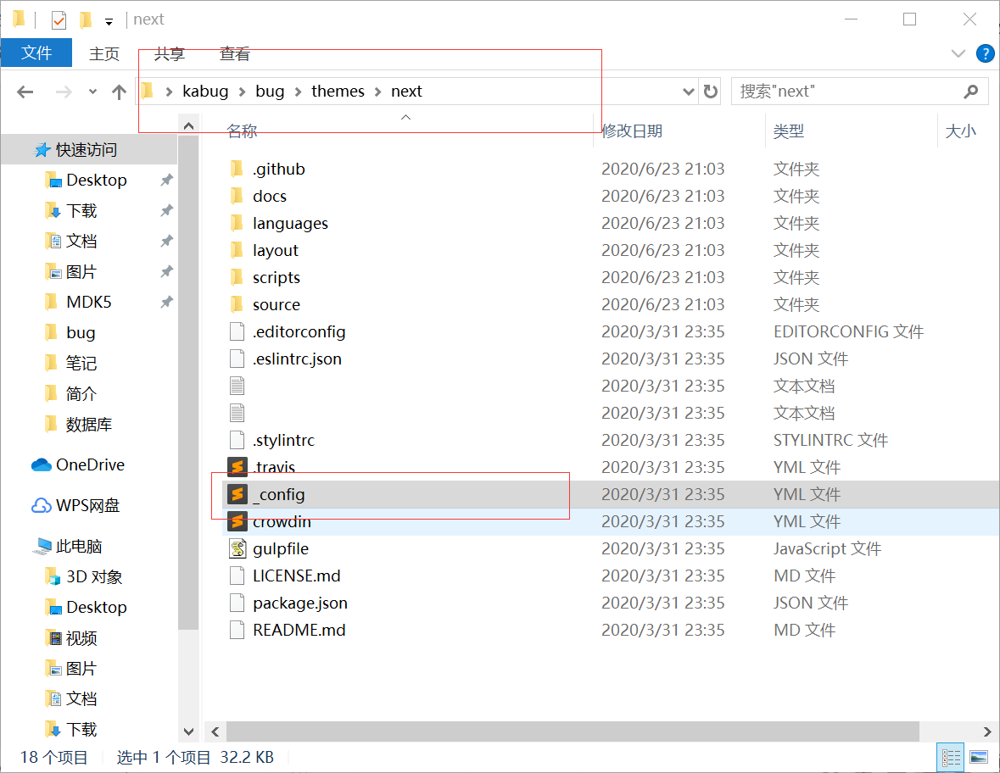 next
文件 主页 共享 查看
kabug bug themes next 搜索"next"
名称 修改日期 类型 大小
快速访问
Desktop
下载
文档
图片
MDK5
bug
笔记
简介
数据库
OneDrive
WPS网盘
此电脑
3D 对象
Desktop
视频
图片
文档
下载
.github 2020/6/23 21:03 文件夹
docs 2020/6/23 21:03 文件夹
languages 2020/6/23 21:03 文件夹
layout 2020/6/23 21:03 文件夹
scripts 2020/6/23 21:03 文件夹
source 2020/6/23 21:03 文件夹
.editorconfig 2020/3/31 23:35 EDITORCONFIG 文件
.eslintrc.json 2020/3/31 23:35 JSON 文件
2020/3/31 23:35 文本文档
2020/3/31 23:35 文本文档
.stylintrc 2020/3/31 23:35 STYLINTRC 文件
.travis 2020/3/31 23:35 YML 文件
_config 2020/3/31 23:35 YML 文件
crowdin 2020/3/31 23:35 YML 文件
gulpfile 2020/3/31 23:35 JavaScript 文件
LICENSE.md 2020/3/31 23:35 MD 文件
package.json 2020/3/31 23:35 JSON 文件
README.md 2020/3/31 23:35 MD 文件
18 个项目 选中 1 个项目 32.2 KB